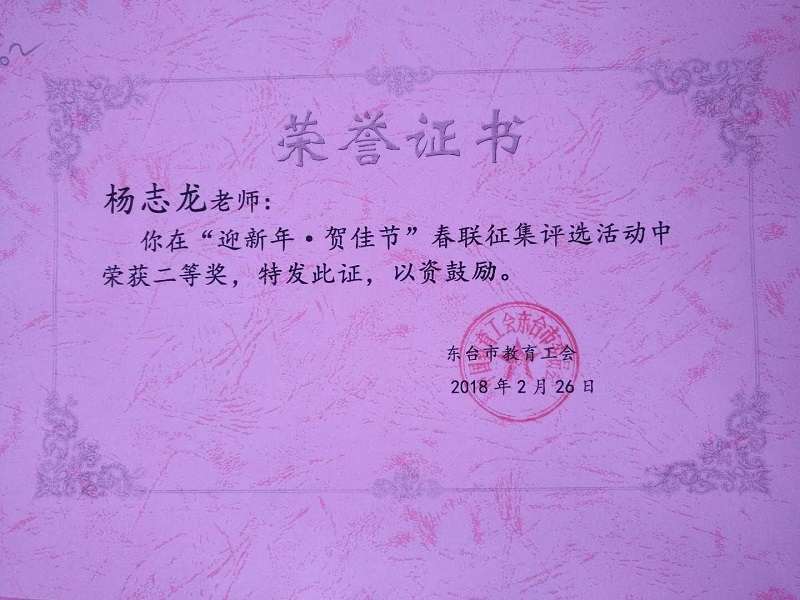 荣誉证书
杨志龙老师：
你在“迎新年·贺佳节”春联征集评选活动中
荣获二等奖，特发此证，以资鼓励。
东台市教育工会
2018年2月26日